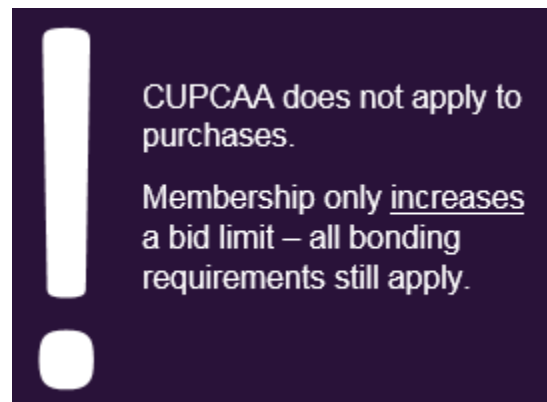 CUPCAA does not apply to
purchases.
Membership only increases
a bid limit – all bonding
requirements still apply.